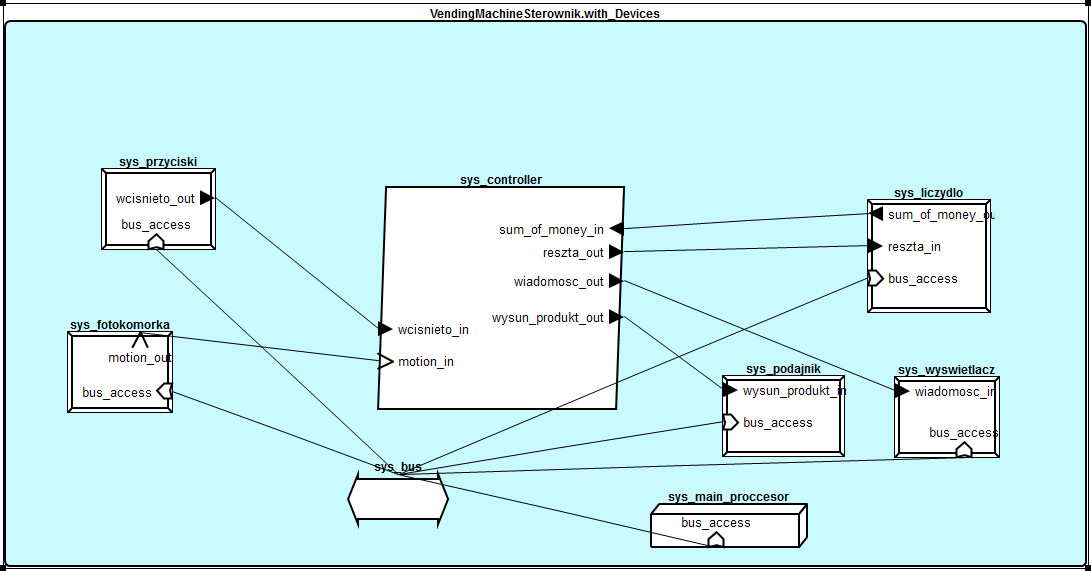 VendingMachineSterownik.with_Devices
sys_przyciski
wcisnieto_out
bus_access
sys_fotokomorka
motion_out
bus_access
sys_controller
sum_of_money_in
reszta_out
wiadomosc_out
wysun_produkt_out
wcisnieto_in
motion_in
sys_liczydlo
sum_of_money_ou
reszta_in
bus_access
sys_podajnik
wysun_produkt_in
bus_access
sys_wyswietlacz
wiadomosc_in
bus_access
sys_bus
sys_main_proccesor
bus_access